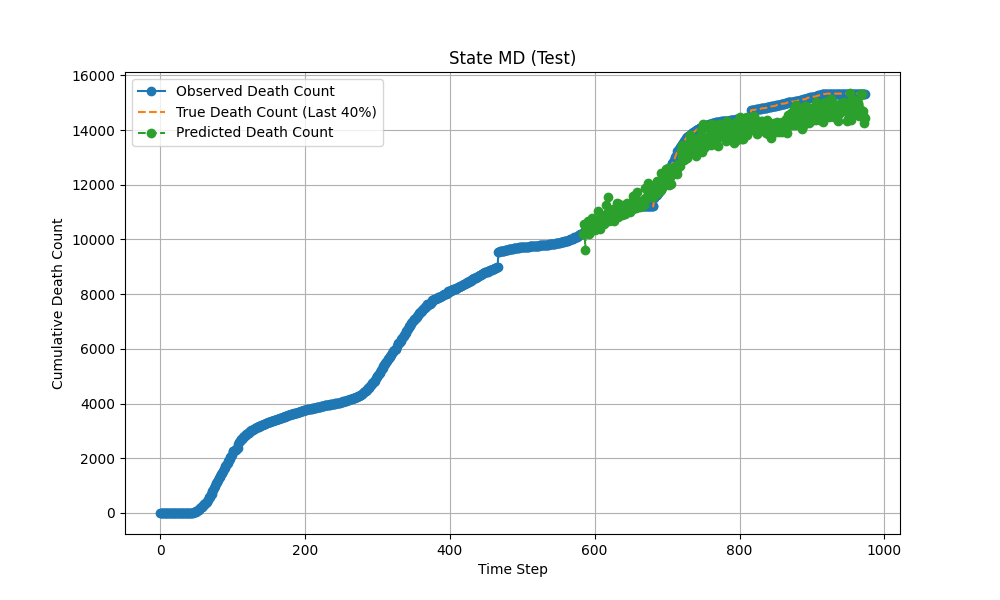 State MD (Test)
Observed Death Count
True Death Count (Last 40%)
Predicted Death Count
Cumulative Death Count
16000
14000
12000
10000
8000
6000
4000
2000
0
0
200
400
600
800
1000
Time Step